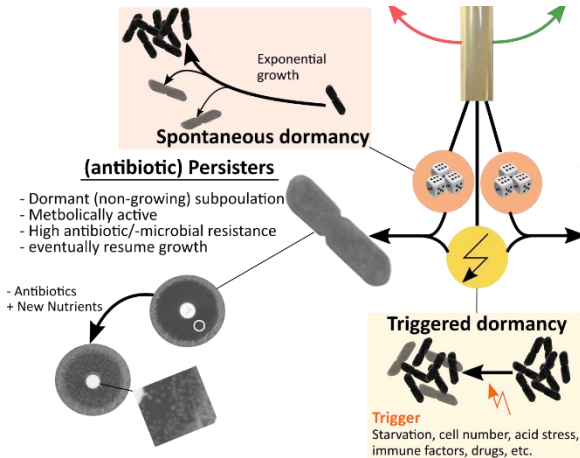 Exponential
growth
Spontaneous dormancy
(antibiotic) Persisters
- Dormant (non-growing) subpoulation
- Metbolically active
- High antibiotic/-microbial resistance
- eventually resume growth
- Antibiotics
+ New Nutrients
Triggered dormancy
Trigger
Starvation, cell number, acid stress,
immune factors, drugs, etc.